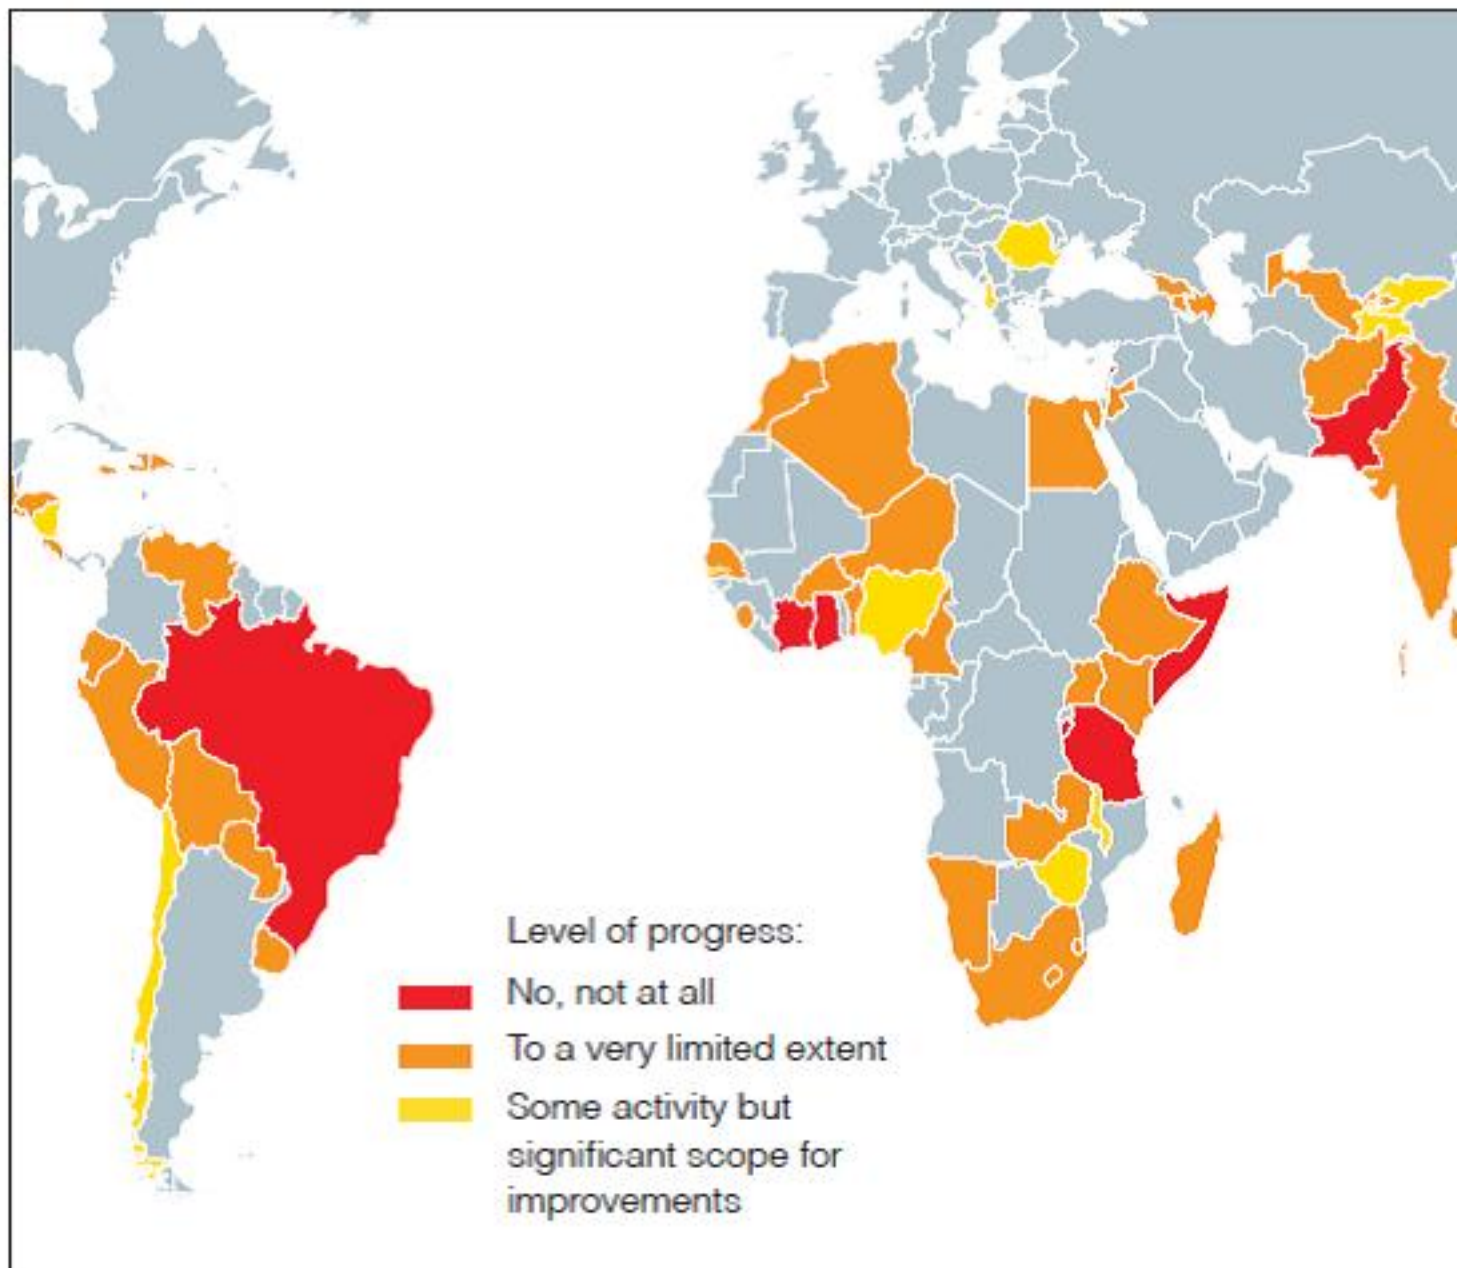 Level of progress:
No, not at all
To a very limited extent
Some activity but
significant scope for
improvements